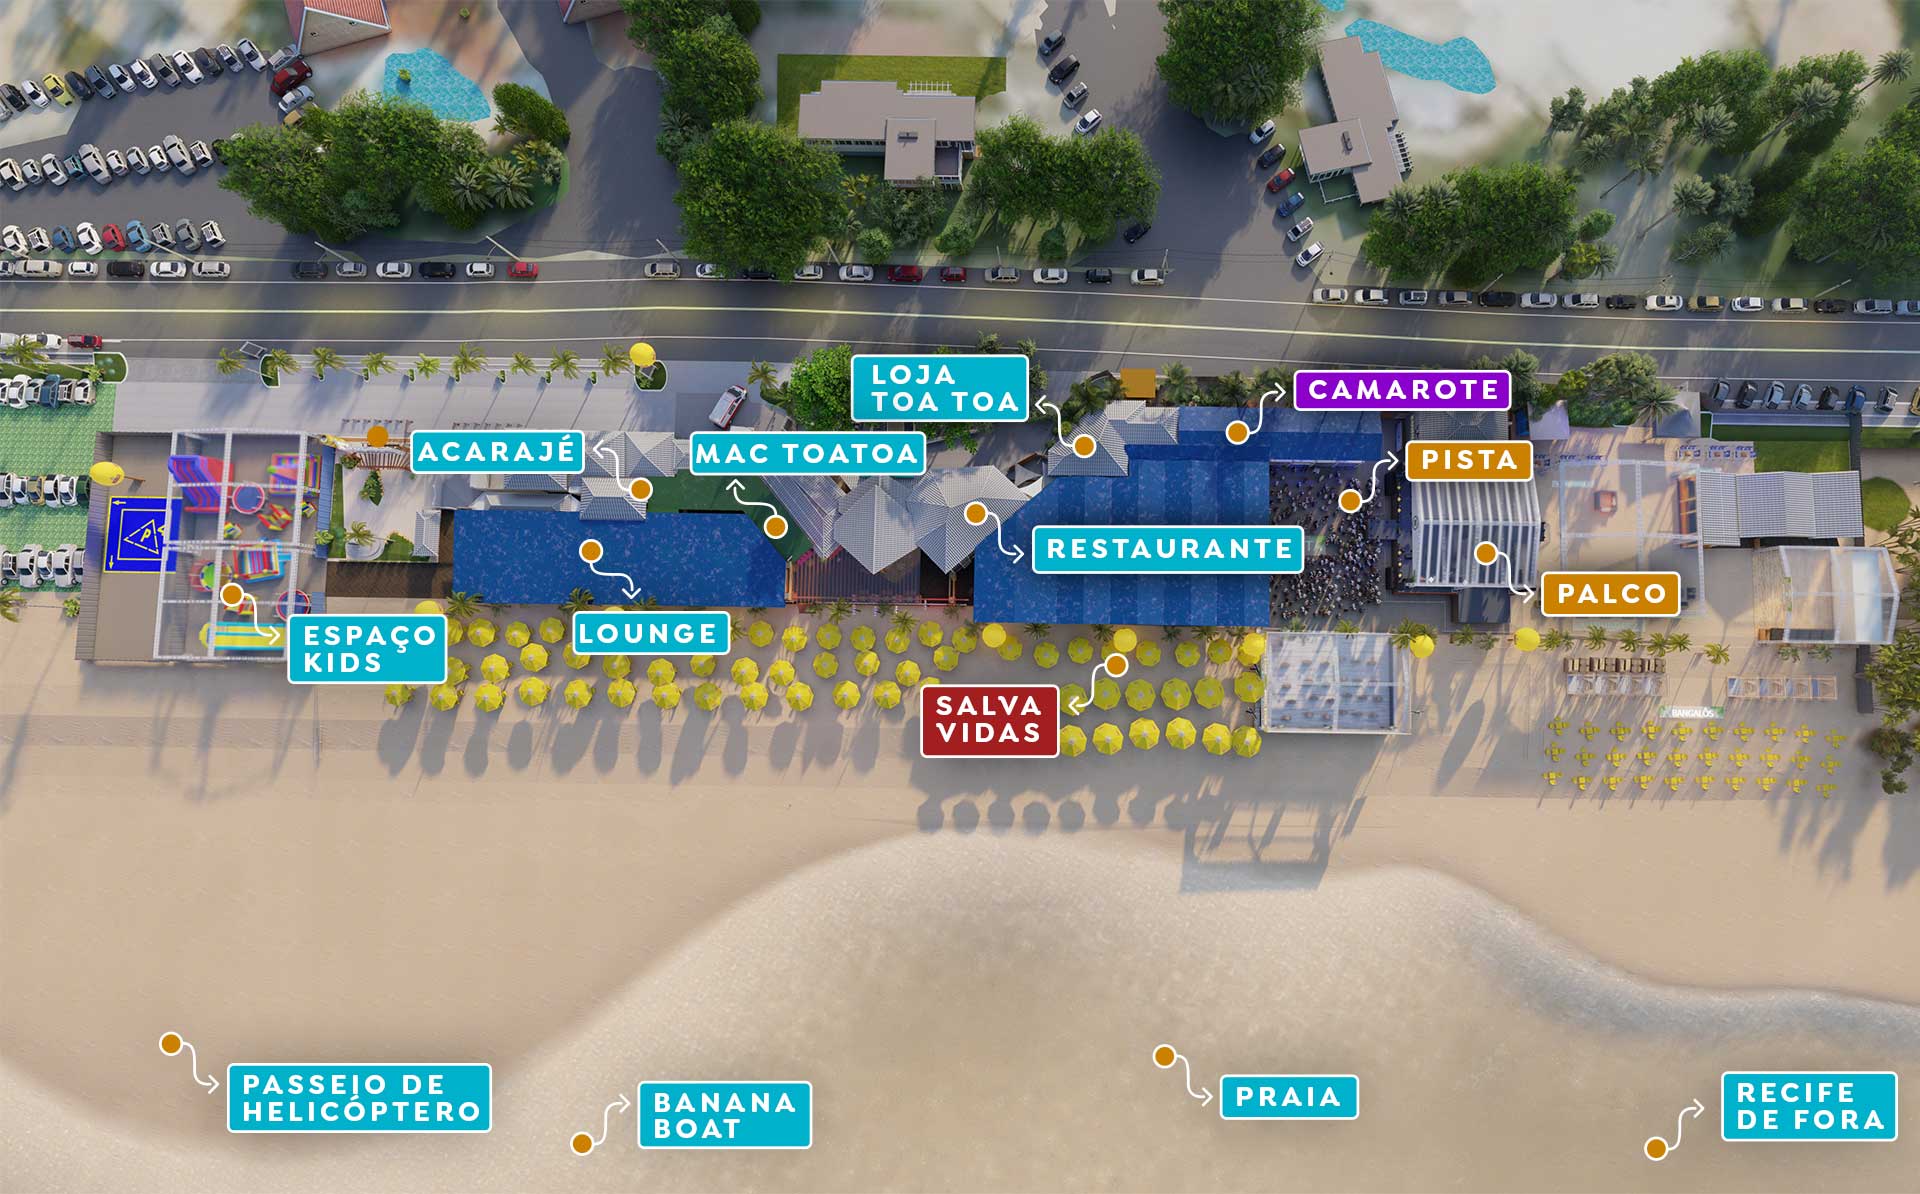 LOJA
TOA TOA
CAMAROTE
ACARAJÉ
MAC TOATOA
PISTA
RESTAURANTE
PALCO
ESPAÇO
KIDS
LOUNGE
SALVA
VIDAS
BANGALÔS
PASSEIO DE
HELICÓPTERO
BANANA
BOAT
PRAIA
RECIFE
DE FORA
P